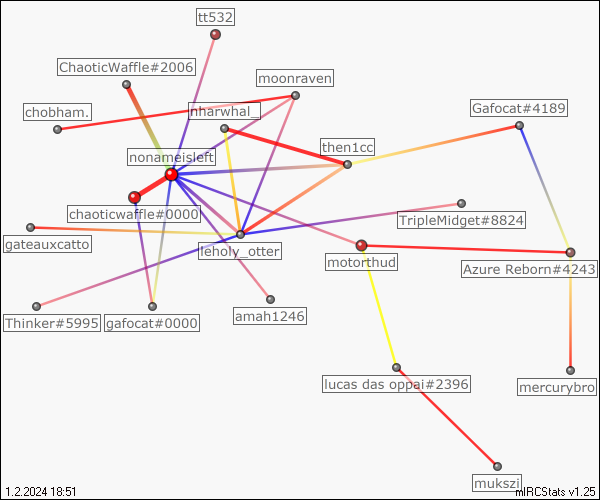 tt532
ChaoticWaffle#2006
moonraven
chobham.
nharwhal_
Gafocat#4189
then1cc
nonameisleft
chaoticwaffle#0000
TripleMidget#8824
gateauxcatto
leholy_otter
motorthud
Azure Reborn#4243
Thinker#5995
gafocat#0000
amah1246
lucas das oppai#2396
mercurybro
mukszi
1.2.2024 18:51
mIRCStats v1.25